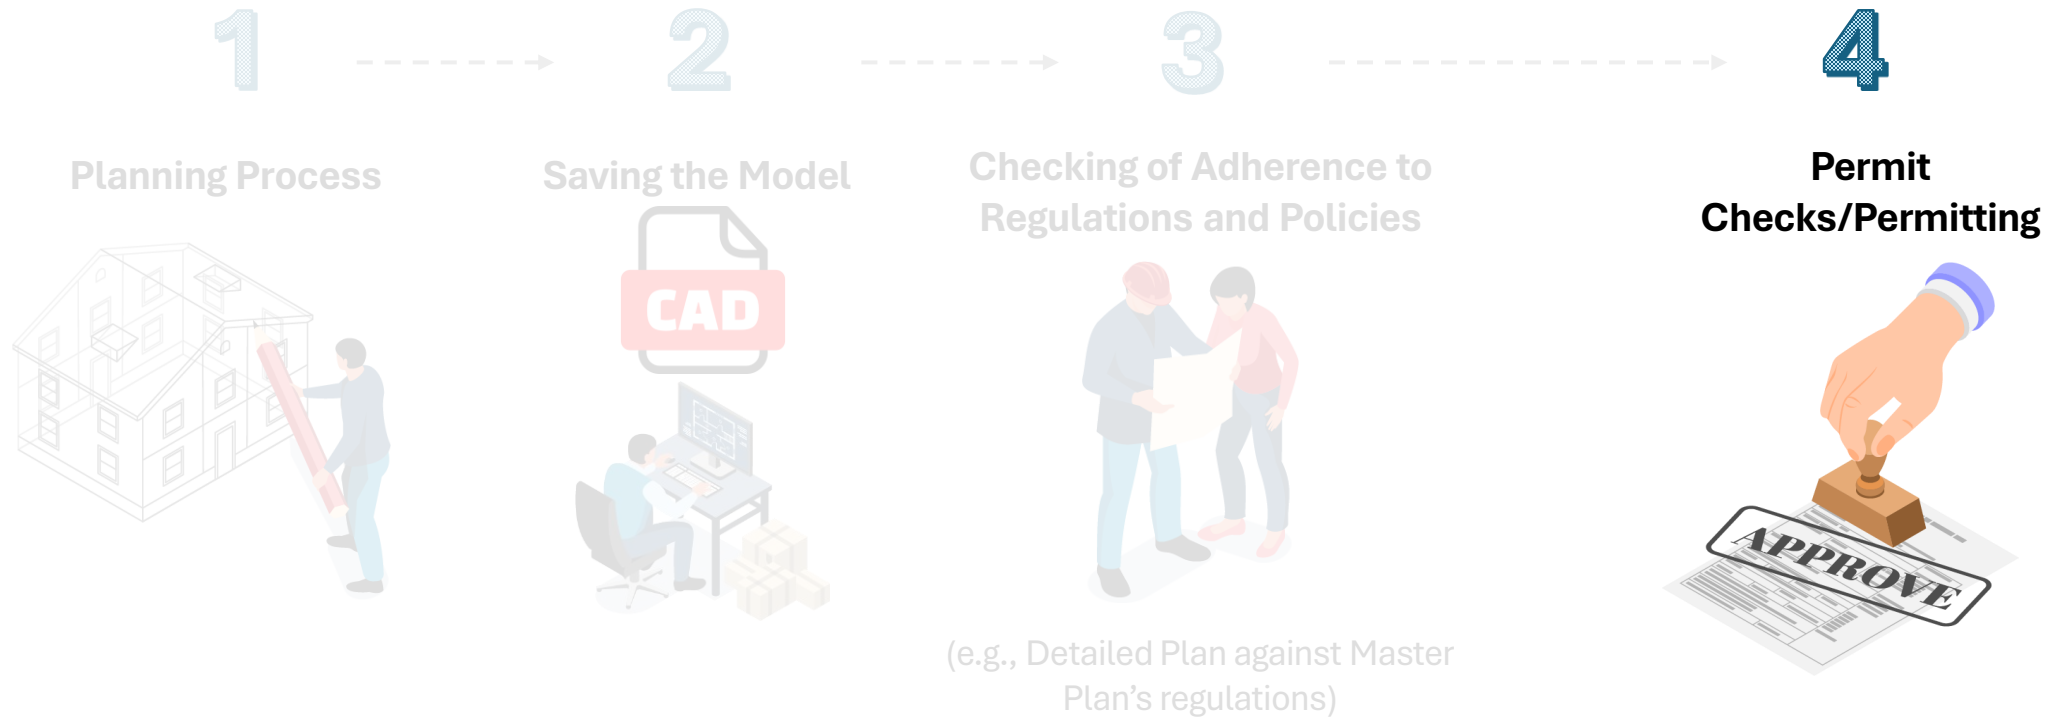 1
2
3
4
Planning Process
Saving the Model
Checking of Adherence to
Regulations and Policies
Permit
Checks/Permitting
CAD
APPROVE
(e.g., Detailed Plan against Master
Plan’s regulations)